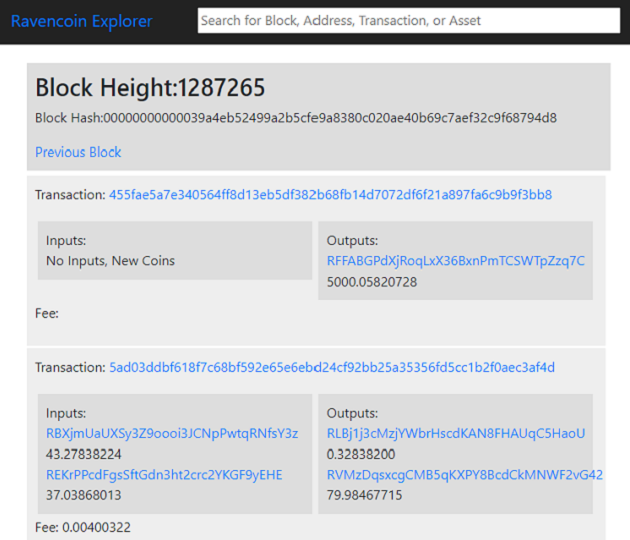 Ravencoin Explorer
Search for Block, Address, Transaction, or Asset
Block Height:1287265
Block Hash:00000000000039a4eb52499a2b5cfe9a8380c020ae40b69c7aef32c9f68794d8
Previous Block
Transaction: 455fae5a7e340564ff8d13eb5df382b68fb14d7072df6f21a897fa6c9b9f3bb8
Inputs:
No Inputs, New Coins
Outputs:
RFFABGPdXjRoqLxX36BxnPmTCSWTpZzq7C
5000.05820728
Fee:
Transaction: 5ad03ddbf618f7c68bf592e65e6ebd24cf92bb25a35356fd5cc1b2f0aec3af4d
Inputs:
RBXjmUaUXSy3Z9oooi3JCNpPwtqRNfsY3z
43.27838224
REKrPPcdFgsSftGdn3ht2crc2YKGF9yEHE
37.03868013
Outputs:
RLBj1j3cMzjYWbrHscdKAN8FHAUqC5HaoU
0.32838200
RVMzDqsxcgCMB5qKXPY8BcdCkMNWF2vG42
79.98467715
Fee: 0.00400322